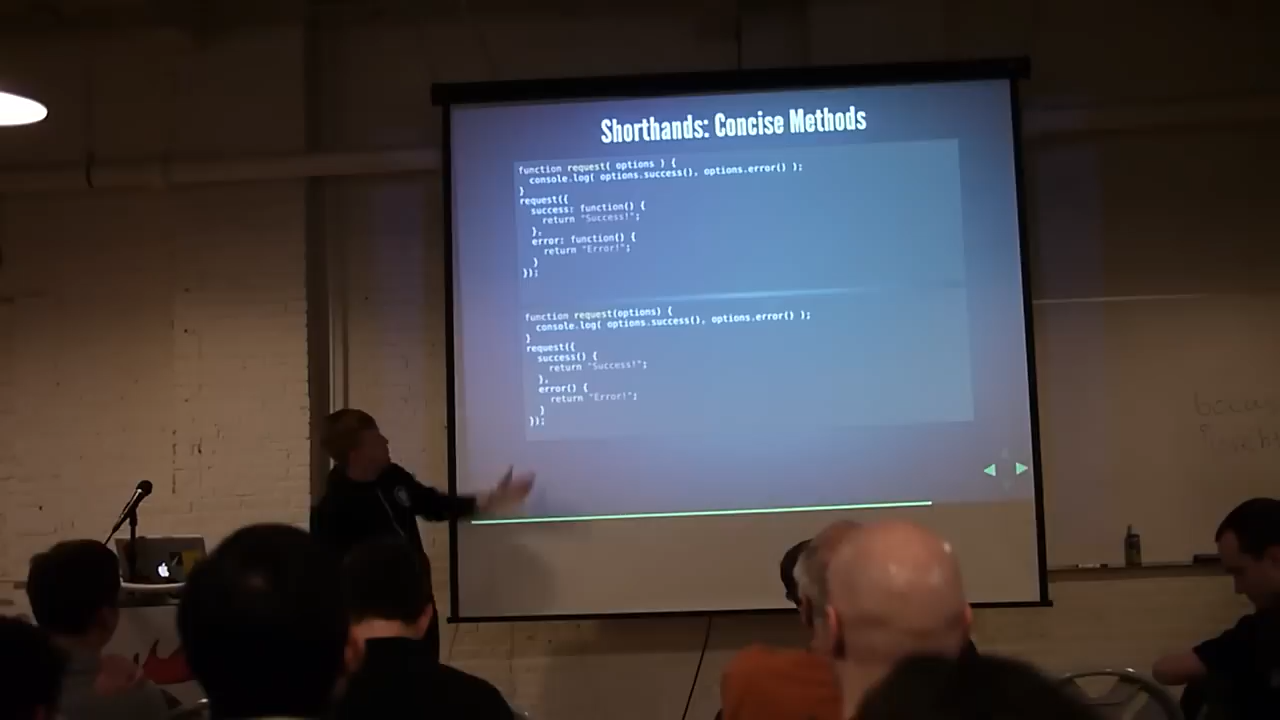 Shorthands: Concise Methods
function request( options ) {
  console.log( options.success(), options.error() );
}
request({
  success: function() {
    return "Success!";
  },
  error: function() {
    return "Error!";
  }
});
function request(options) {
  console.log( options.success(), options.error() );
}
request({
  success() {
    return "Success!";
  },
  error() {
    return "Error!";
  }
});